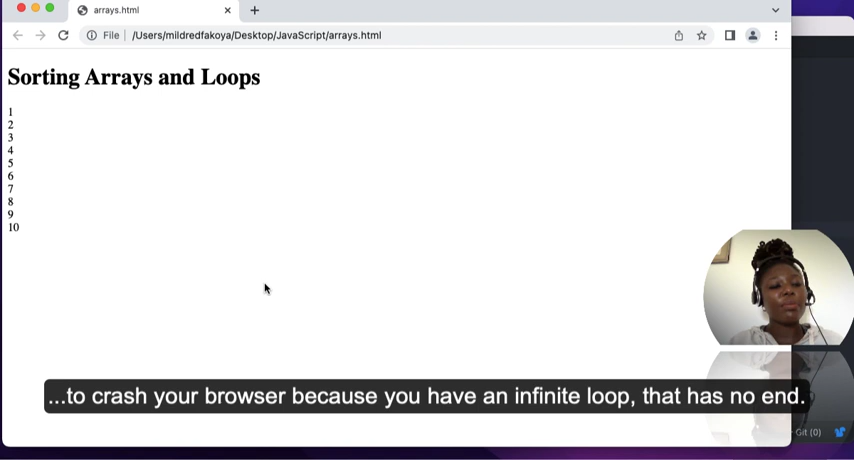 arrays.html
File | /Users/mildredfakoya/Desktop/JavaScript/arrays.html
Sorting Arrays and Loops
1
2
3
4
5
6
7
8
9
10
...to crash your browser because you have an infinite loop, that has no end.
Git (0)